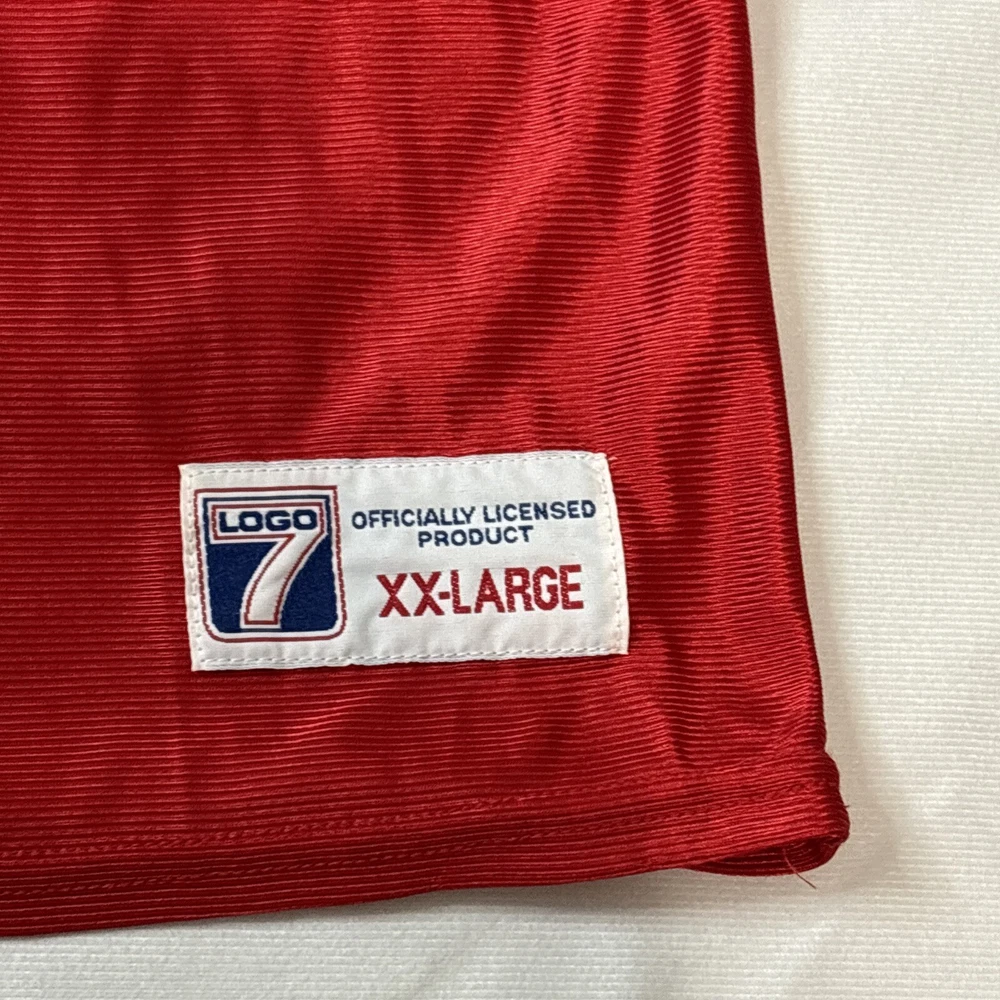 LOGO
7
OFFICIALLY LICENSED
PRODUCT
XX-LARGE